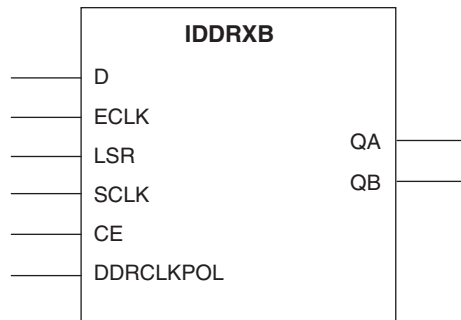 IDDRXB
D
ECLK
LSR
SCLK
CE
DDRCLKPOL
QA
QB